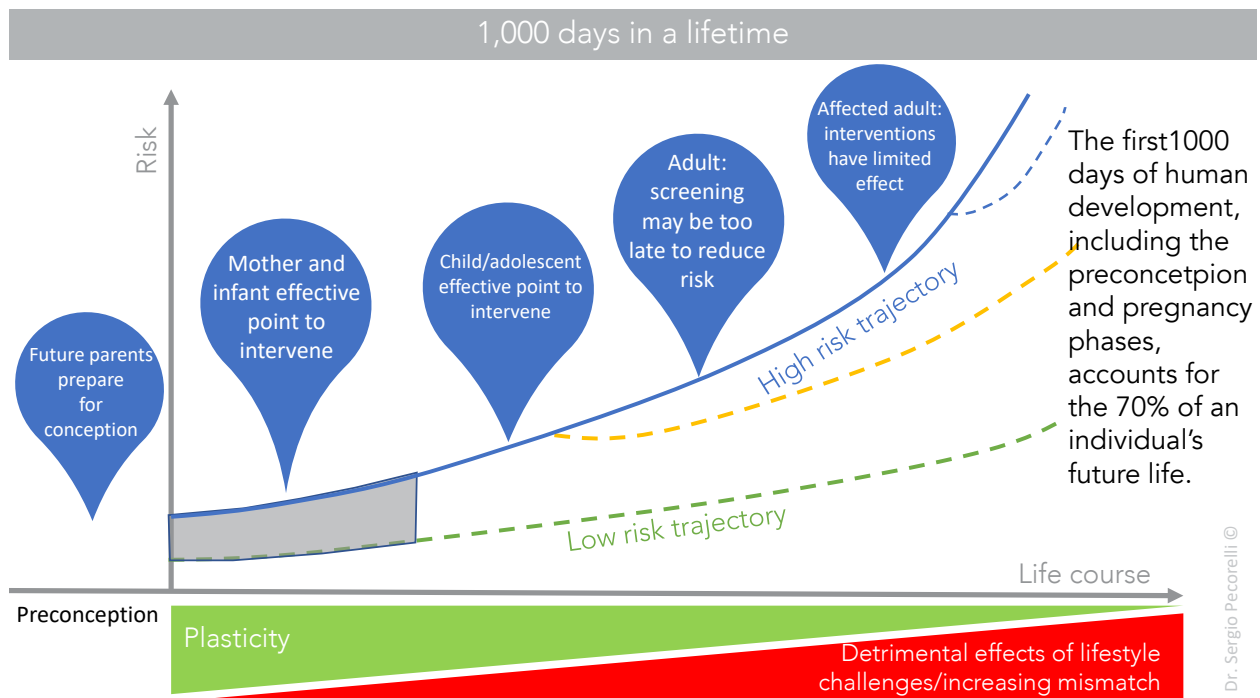 1,000 days in a lifetime
Risk
Future parents
prepare
for
conception
Mother and
infant effective
point to
intervene
Child/adolescent
effective point to
intervene
Adult:
screening
may be too
late to reduce
risk
Affected adult:
interventions
have limited
effect
The first1000
days of human
development,
including the
preconcetpion
and pregnancy
phases,
accounts for
the 70% of an
individual’s
future life.
High risk trajectory
Low risk trajectory
Life course
Preconception
Plasticity
Detrimental effects of lifestyle
challenges/increasing mismatch
Dr. Sergio Pecorelli ©